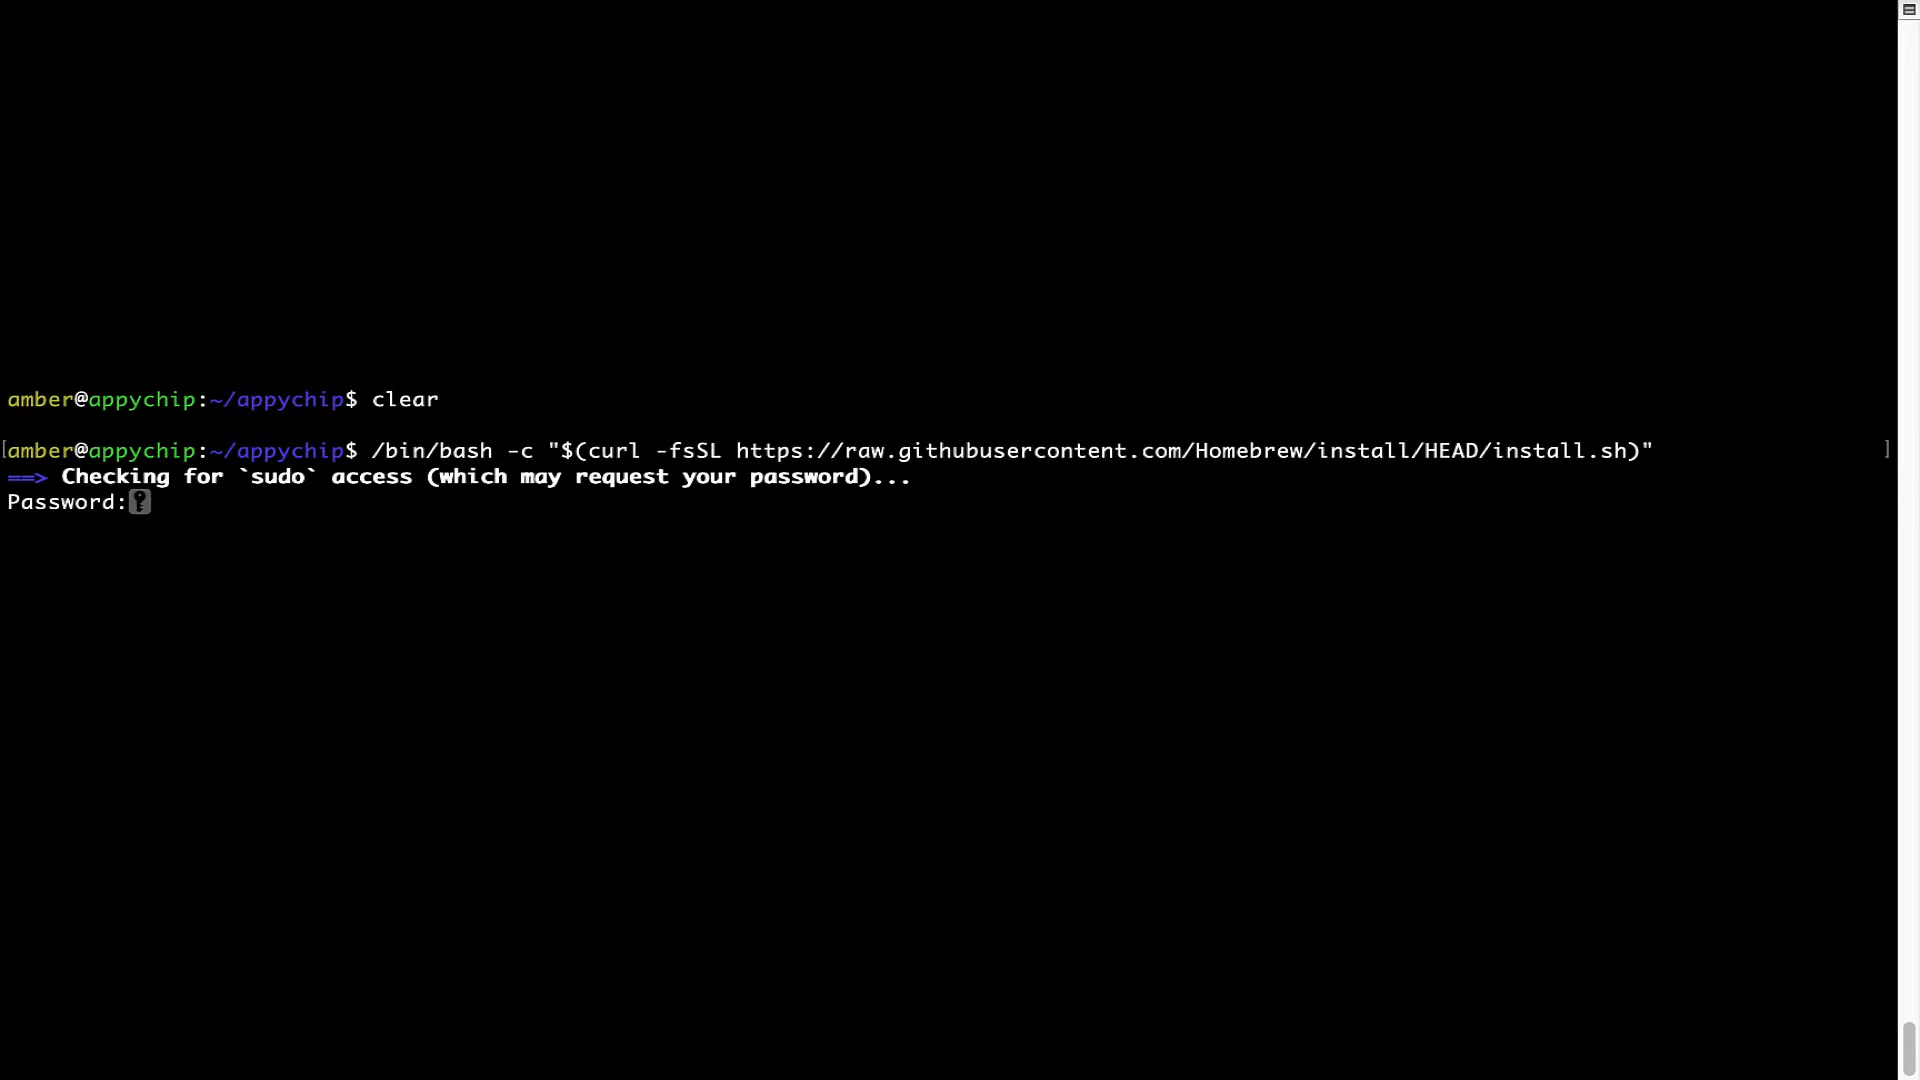 amber@appychip:~/appychip$ clear
[amber@appychip:~/appychip$ /bin/bash -c "$(curl -fsSL https://raw.githubusercontent.com/Homebrew/install/HEAD/install.sh)" ]
==> Checking for `sudo` access (which may request your password)...
Password: